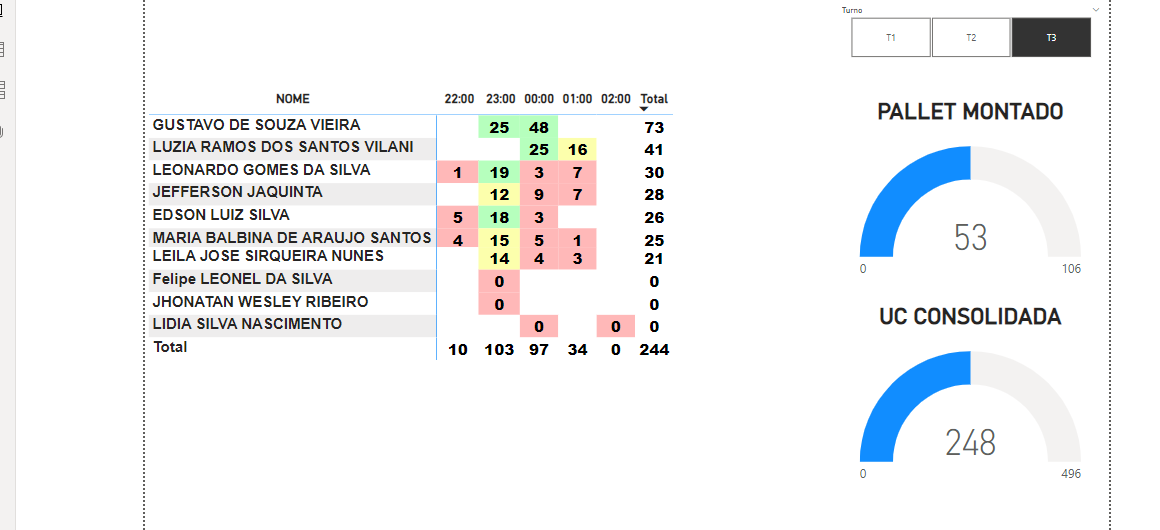 Turno
T1 T2 T3
NOME 22:00 23:00 00:00 01:00 02:00 Total
GUSTAVO DE SOUZA VIEIRA 25 48 73
LUZIA RAMOS DOS SANTOS VILANI 25 16 41
LEONARDO GOMES DA SILVA 1 19 3 7 30
JEFFERSON JAQUINTA 12 9 7 28
EDSON LUIZ SILVA 5 18 3 26
MARIA BALBINA DE ARAUJO SANTOS 4 15 5 1 25
LEILA JOSE SIRQUEIRA NUNES 14 4 3 21
Felipe LEONEL DA SILVA 0 0
JHONATAN WESLEY RIBEIRO 0 0
LIDIA SILVA NASCIMENTO 0 0 0
Total 10 103 97 34 0 244
PALLET MONTADO
53
0 106
UC CONSOLIDADA
248
0 496